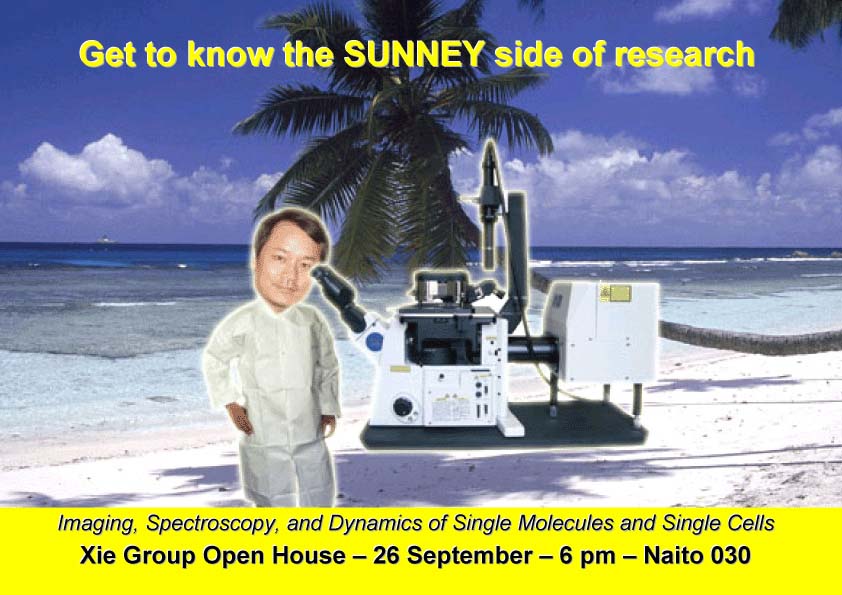 Get to know the SUNNEY side of research
Imaging, Spectroscopy, and Dynamics of Single Molecules and Single Cells
Xie Group Open House – 26 September – 6 pm – Naito 030